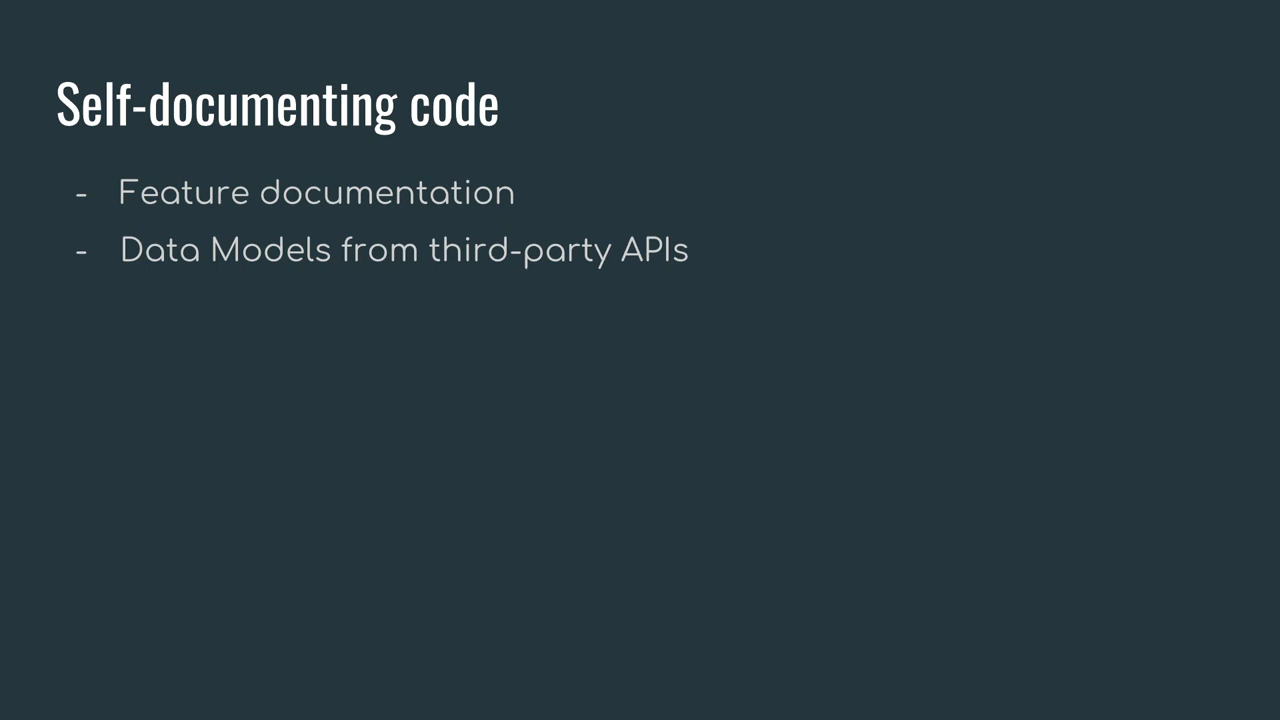 Self-documenting code
- Feature documentation
- Data Models from third-party APIs